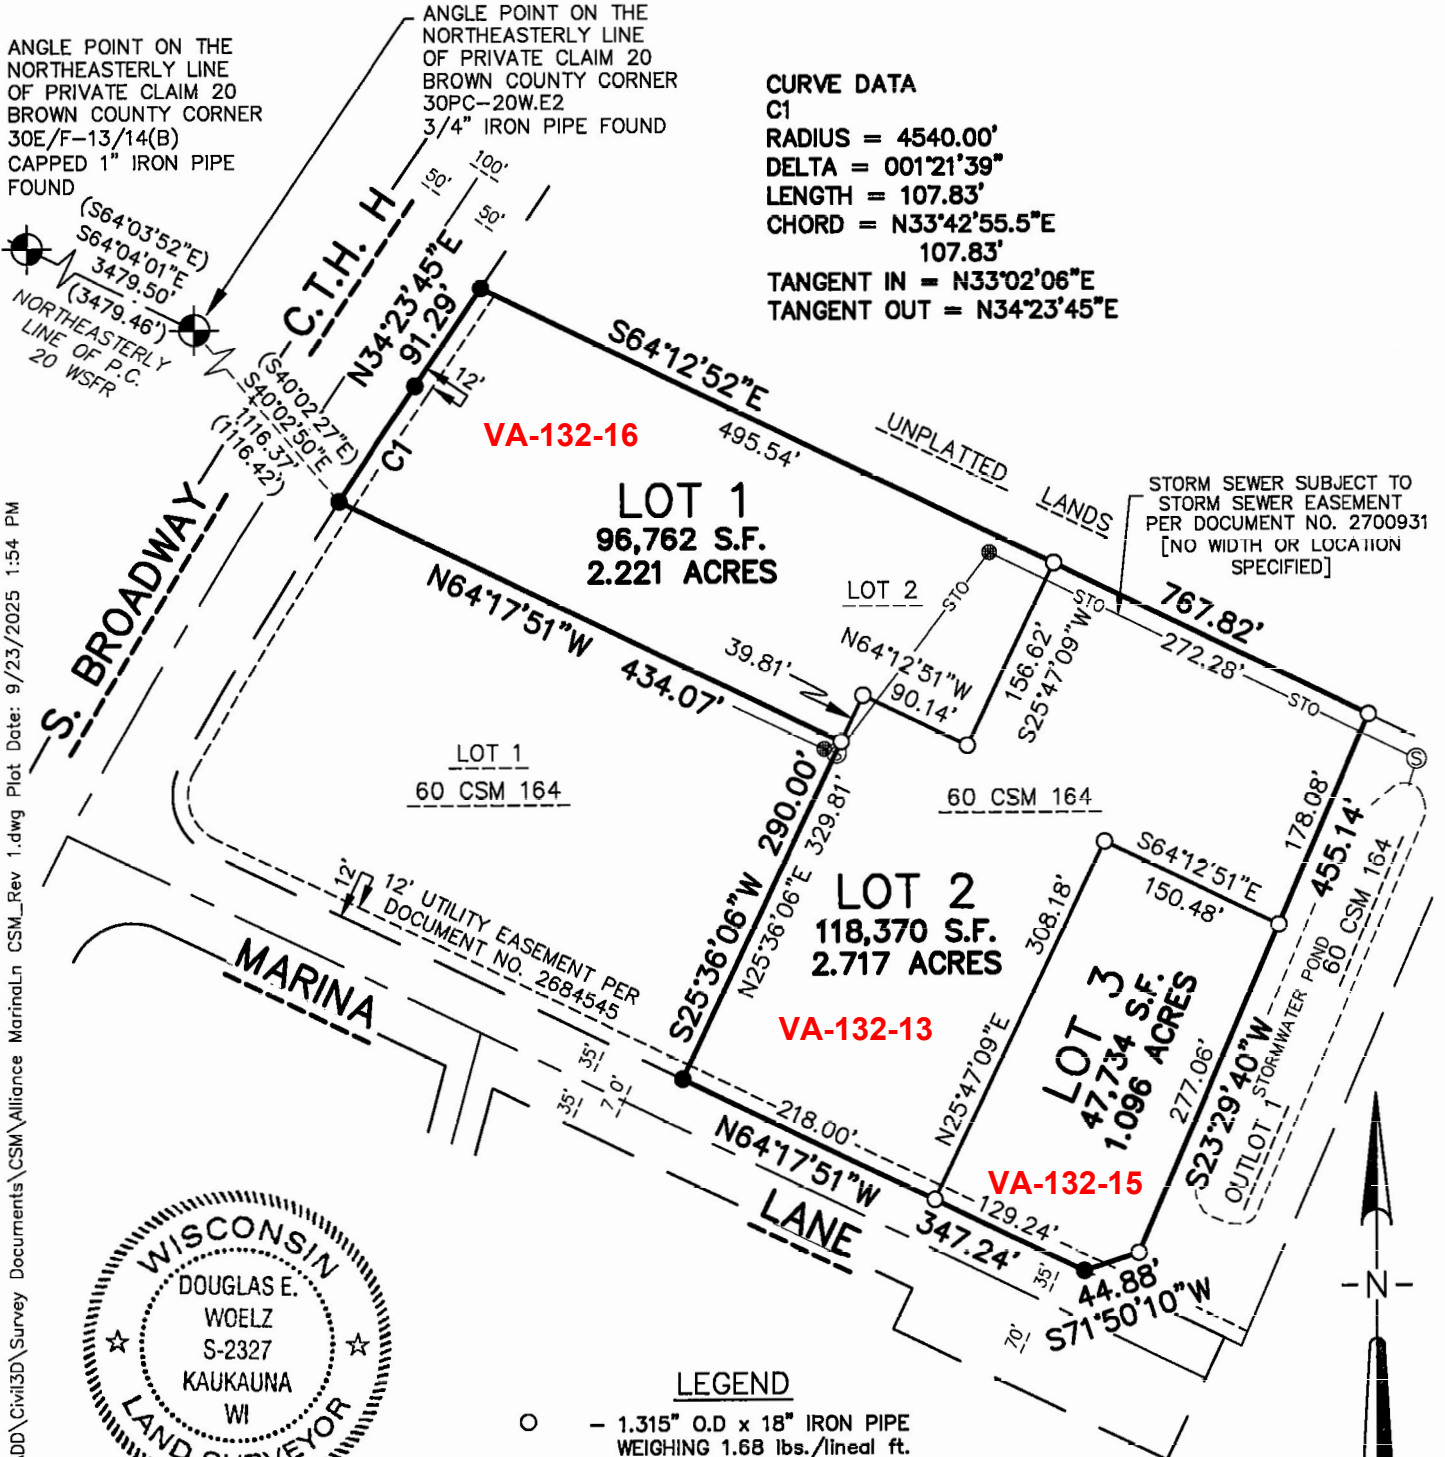 ANGLE POINT ON THE
NORTHEASTERLY LINE
OF PRIVATE CLAIM 20
BROWN COUNTY CORNER
30E/F-13/14(B)
CAPPED 1" IRON PIPE
FOUND
ANGLE POINT ON THE
NORTHEASTERLY LINE
OF PRIVATE CLAIM 20
BROWN COUNTY CORNER
30PC-20W.E2
3/4" IRON PIPE FOUND
CURVE DATA
C1
RADIUS = 4540.00'
DELTA = 001°21'39"
LENGTH = 107.83'
CHORD = N33°42'55.5"E
107.83'
TANGENT IN = N33°02'06"E
TANGENT OUT = N34°23'45"E
(S64°03'52"E)
S64°04'01"E
3479.50'
(3479.46')
NORTHEASTERLY
LINE OF P.C.
20 WSFR
(S40°02'27"E)
S40°02'50"E
1116.37'
(1116.42')
C.T.H. H
50'
100'
50'
N34°23'45"E
91.29'
12'
C1
S. BROADWAY
S64°12'52"E
767.82'
495.54'
272.28'
VA-132-16
LOT 1
96,762 S.F.
2.221 ACRES
UNPLATTED
LANDS
STORM SEWER SUBJECT TO
STORM SEWER EASEMENT
PER DOCUMENT NO. 2700931
[NO WIDTH OR LOCATION
SPECIFIED]
N64°17'51"W
434.07'
39.81'
LOT 2
STO
STO
STO
N64°12'51"W
90.14'
156.62'
S25°47'09"W
S
S
LOT 1
60 CSM 164
60 CSM 164
S25°36'06"W 290.00'
N25°36'06"E 329.81'
LOT 2
118,370 S.F.
2.717 ACRES
VA-132-13
S64°12'51"E
150.48'
308.18'
N25°47'09"E
LOT 3
47,734 S.F.
1.096 ACRES
VA-132-15
178.08'
455.14'
277.06'
S23°29'40"W
OUTLOT 1
STORMWATER POND
60 CSM 164
12'
12' UTILITY EASEMENT PER
DOCUMENT NO. 2684545
MARINA
LANE
35'
35'
70'
218.00'
N64°17'51"W
347.24'
129.24'
35'
70'
44.88'
S71°50'10"W
-N-
WISCONSIN
DOUGLAS E.
WOELZ
S-2327
KAUKAUNA
WI
LAND SURVEYOR
LEGEND
- 1.315" O.D x 18" IRON PIPE
WEIGHING 1.68 lbs./lineal ft.
ADD\Civil3D\Survey Documents\CSM\Alliance MarinaLn CSM_Rev 1.dwg Plot Date: 9/23/2025 1:54 PM